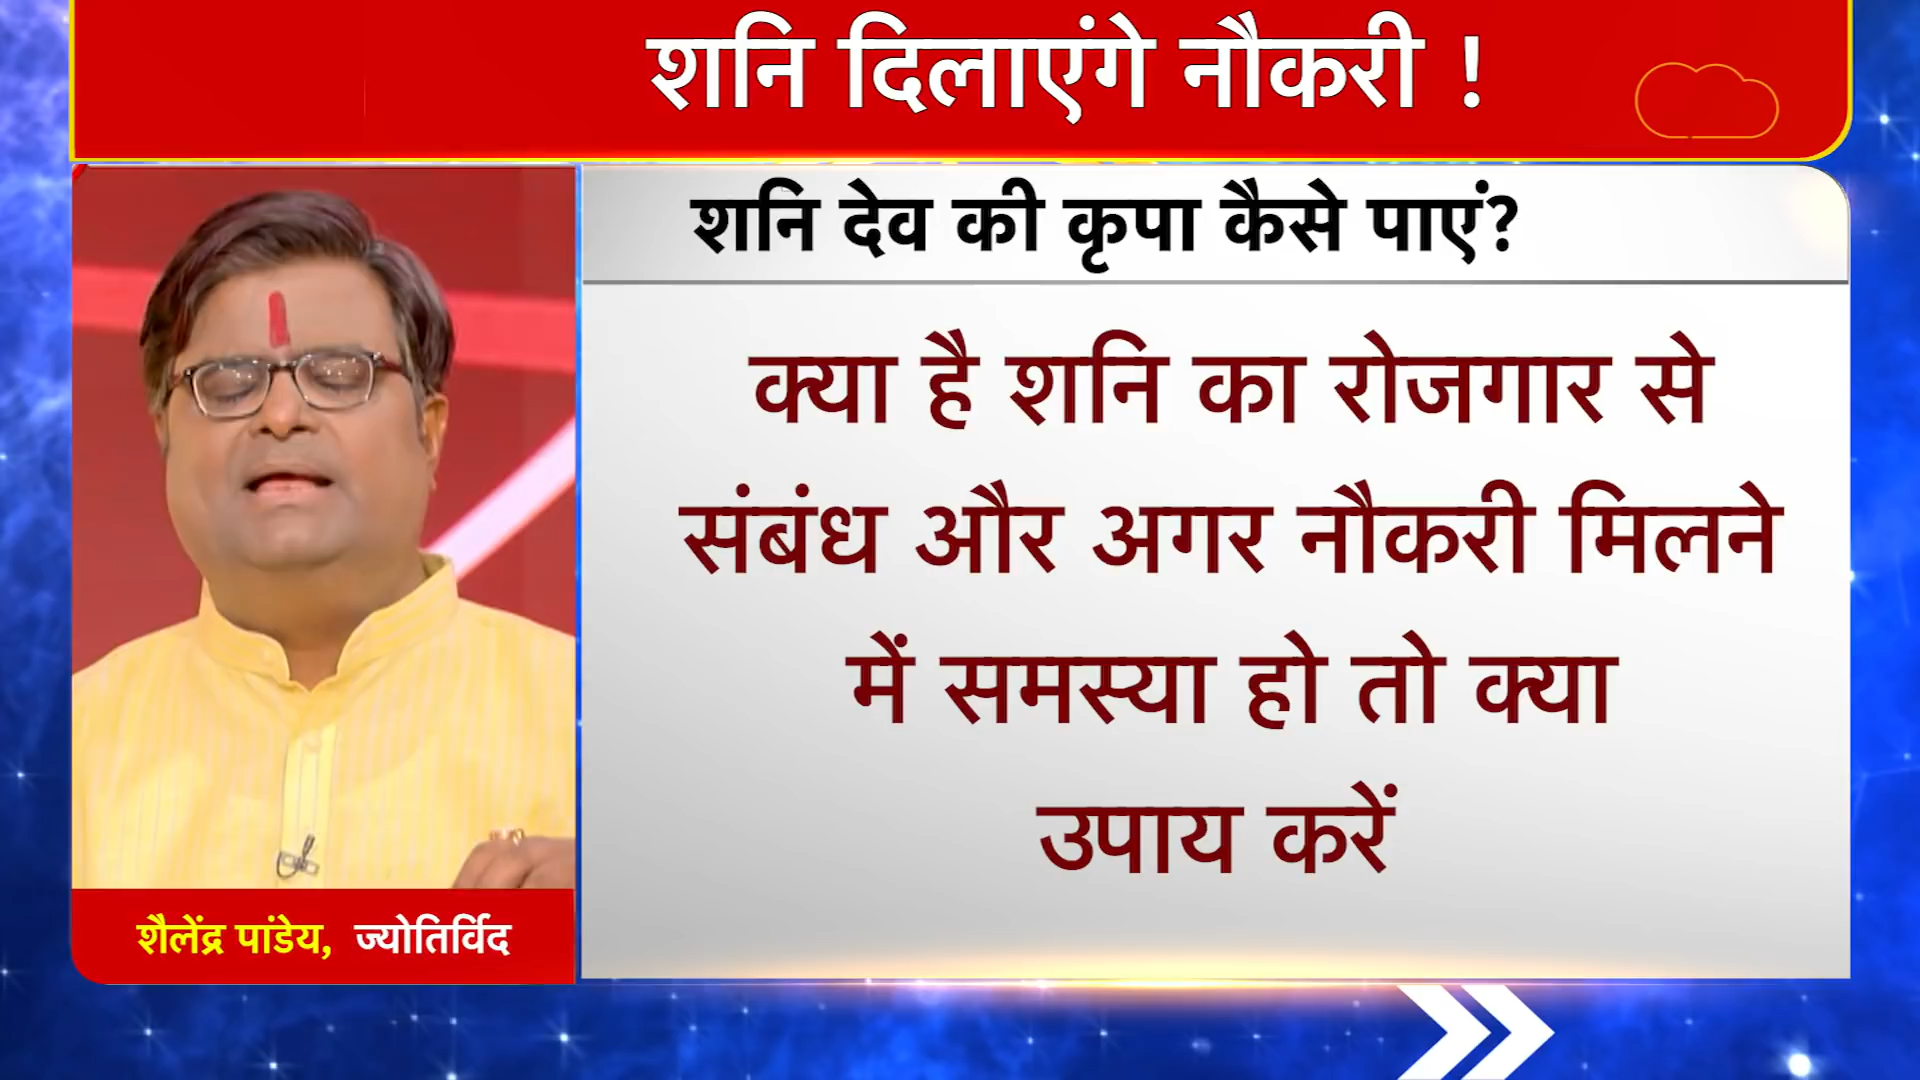 शनि दिलाएंगे नौकरी !
शनि देव की कृपा कैसे पाएं?
क्या है शनि का रोजगार से
संबंध और अगर नौकरी मिलने
में समस्या हो तो क्या
उपाय करें
शैलेंद्र पांडेय, ज्योतिर्विद